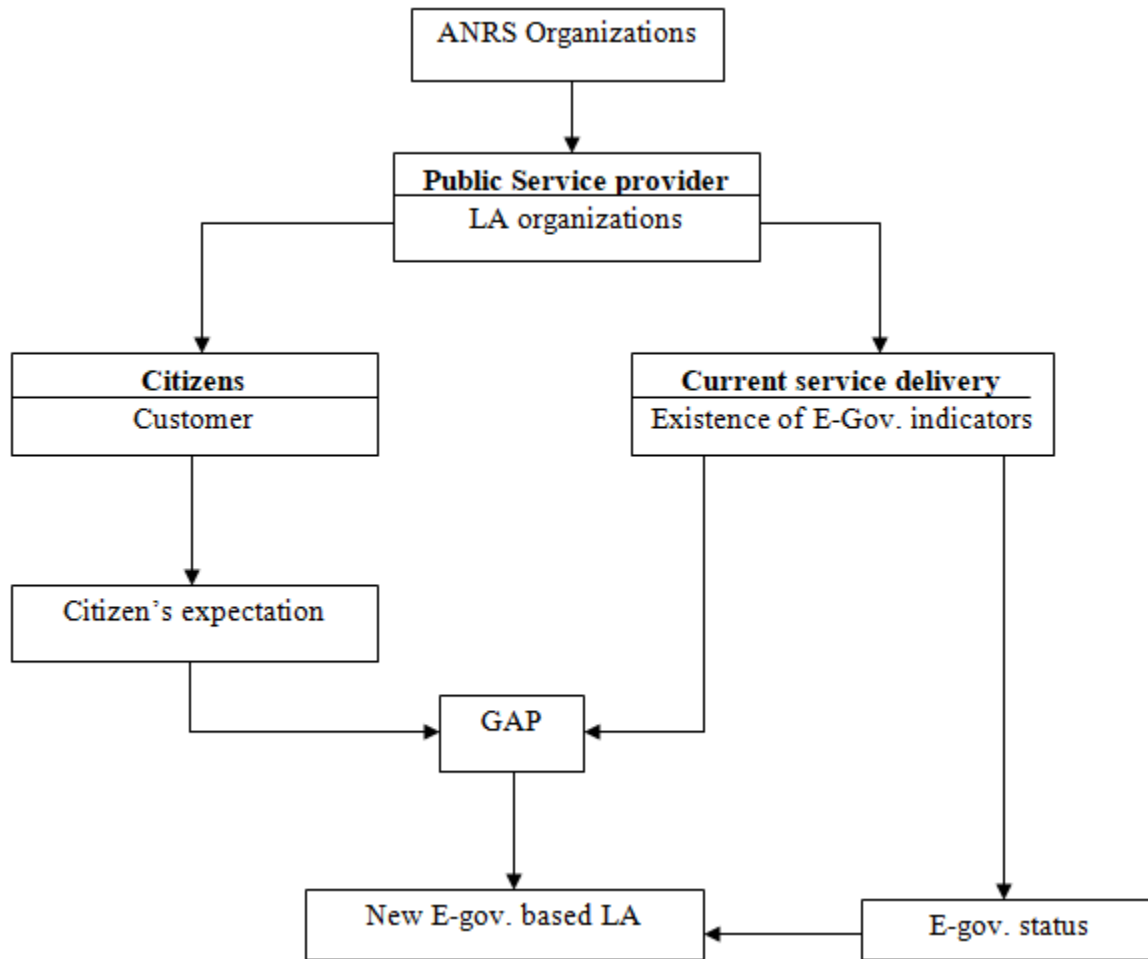 ANRS Organizations
Public Service provider
LA organizations
Citizens
Customer
Current service delivery
Existence of E-Gov. indicators
Citizen’s expectation
GAP
New E-gov. based LA
E-gov. status